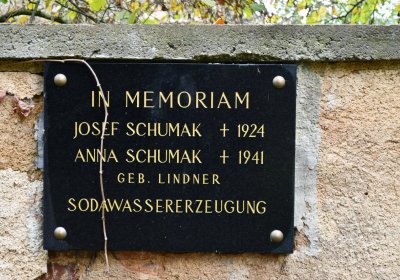 IN MEMORIAM
JOSEF SCHUMAK † 1924
ANNA SCHUMAK † 1941
GEB. LINDNER
SODAWASSERERZEUGUNG